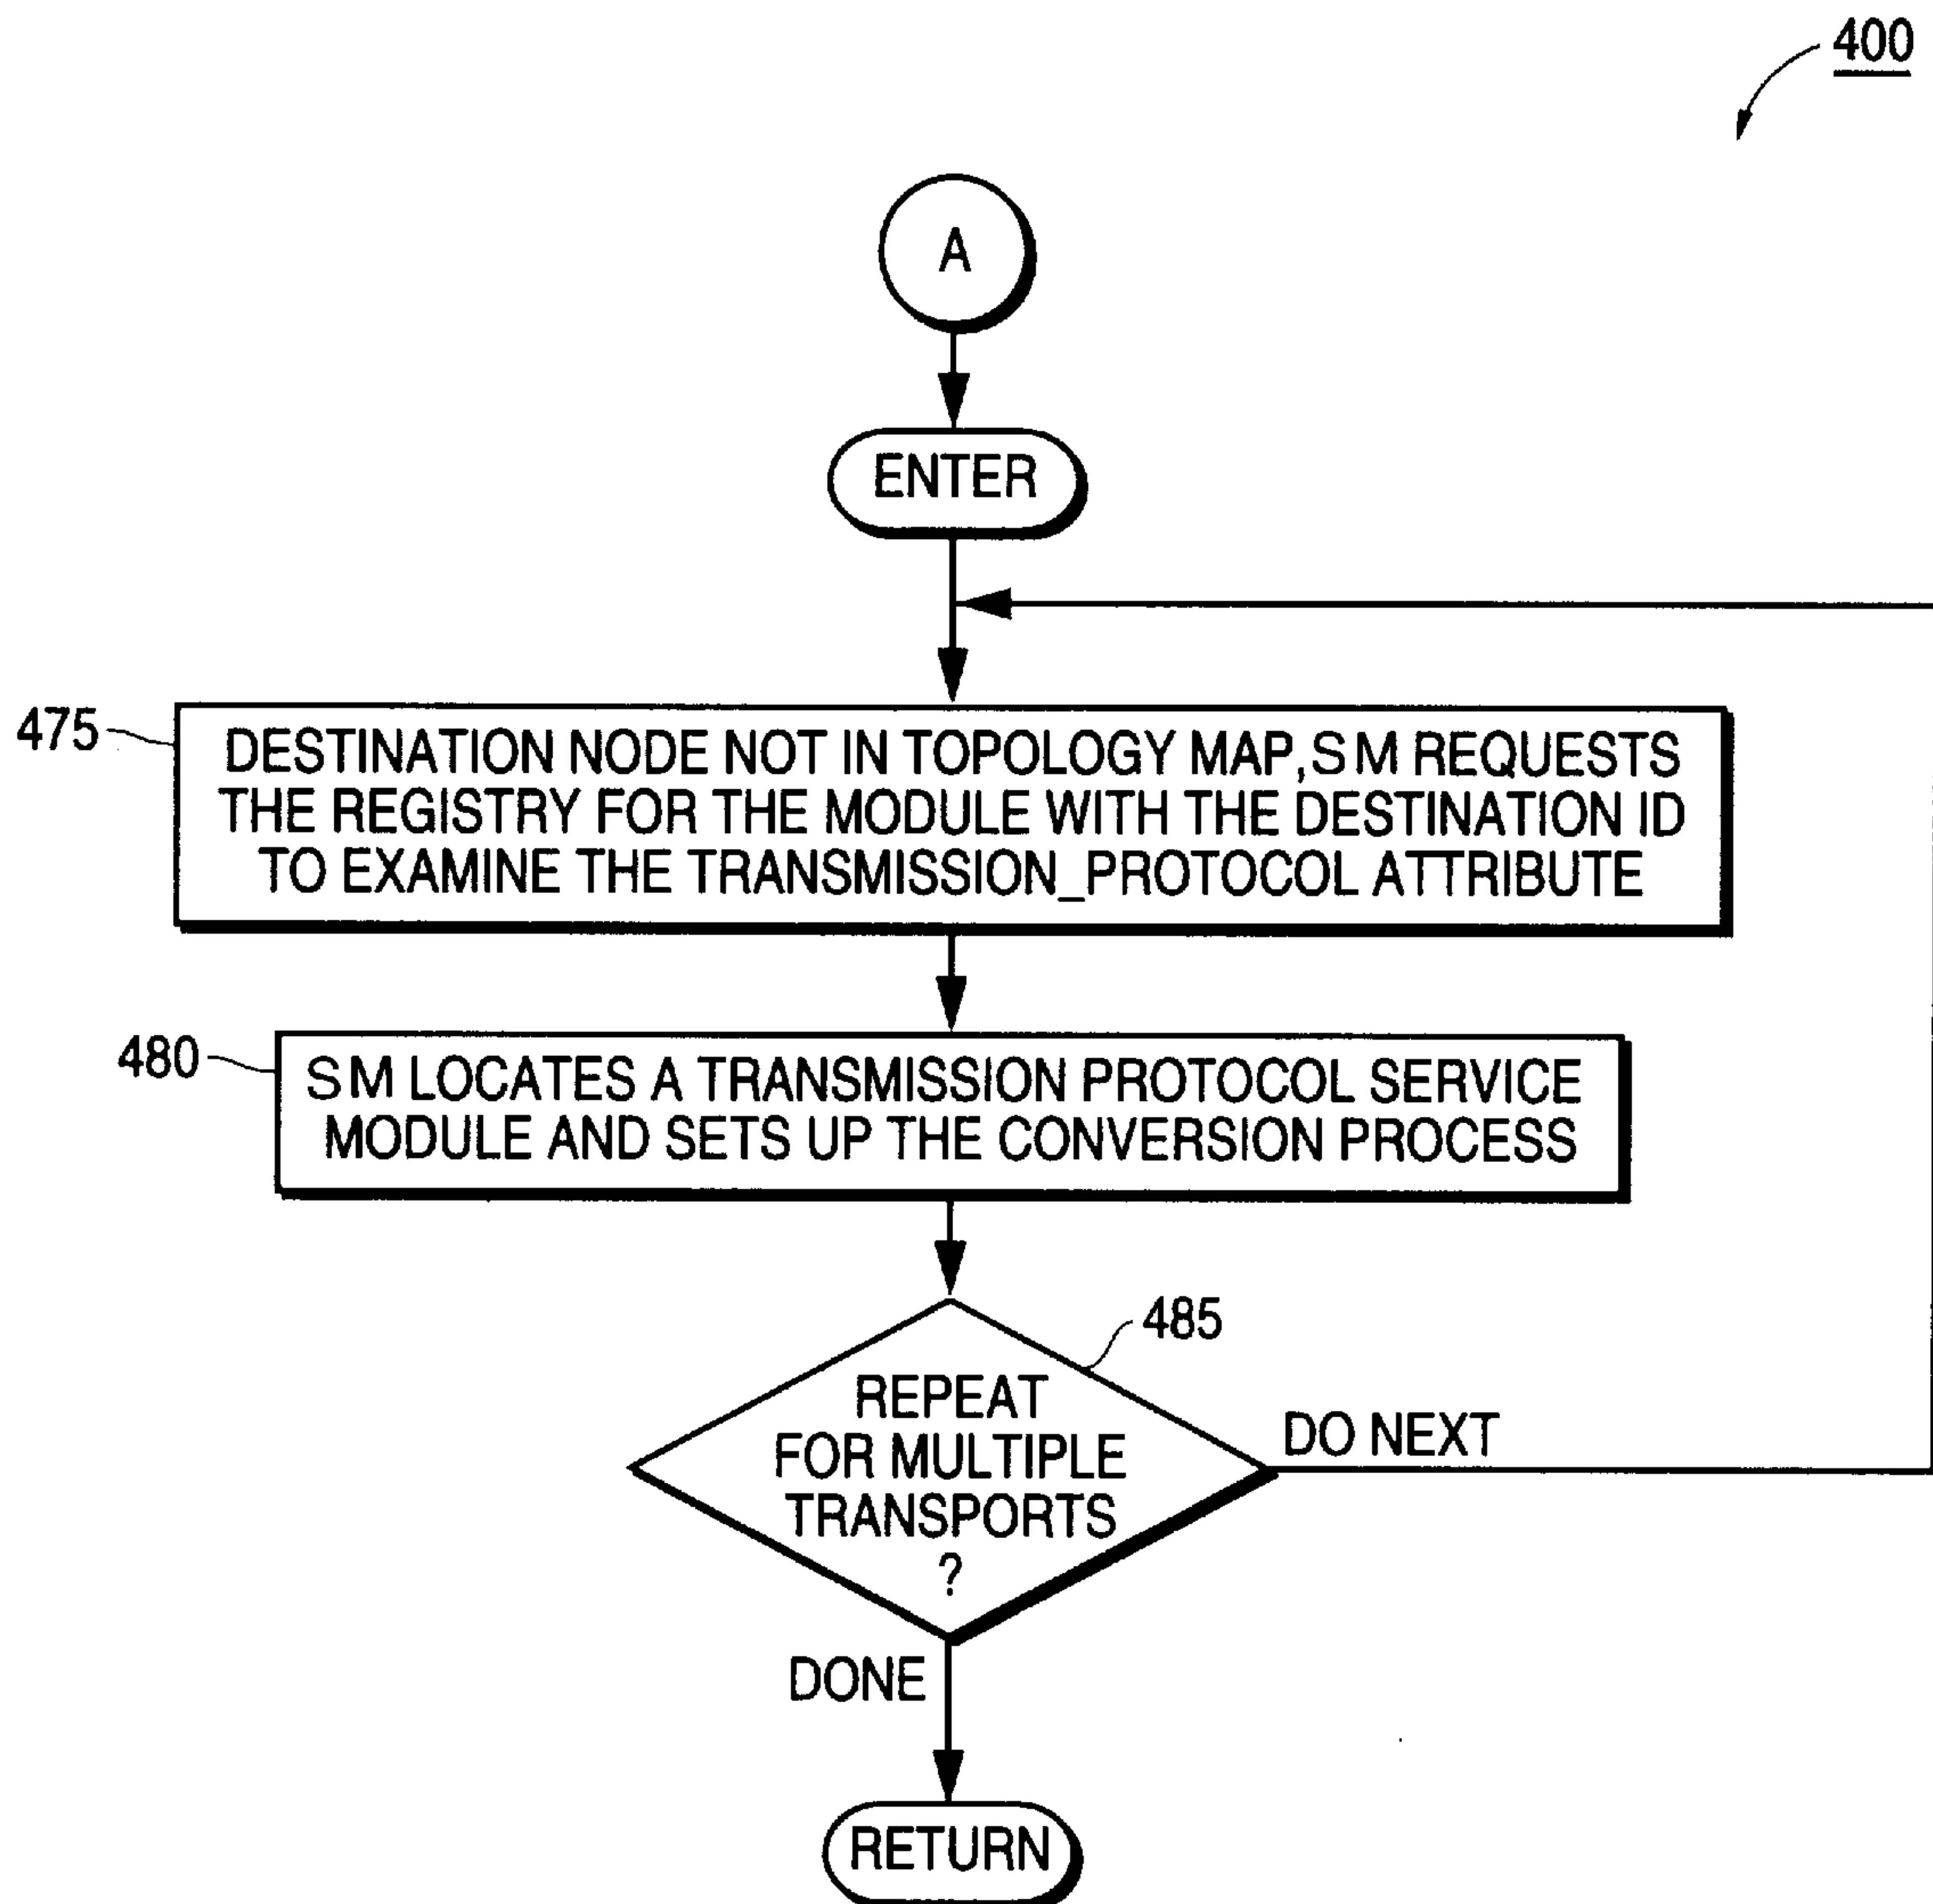 400
A
ENTER
475
DESTINATION NODE NOT IN TOPOLOGY MAP, SM REQUESTS
THE REGISTRY FOR THE MODULE WITH THE DESTINATION ID
TO EXAMINE THE TRANSMISSION_PROTOCOL ATTRIBUTE
480
SM LOCATES A TRANSMISSION PROTOCOL SERVICE
MODULE AND SETS UP THE CONVERSION PROCESS
485
REPEAT
FOR MULTIPLE
TRANSPORTS
?
DO NEXT
DONE
RETURN